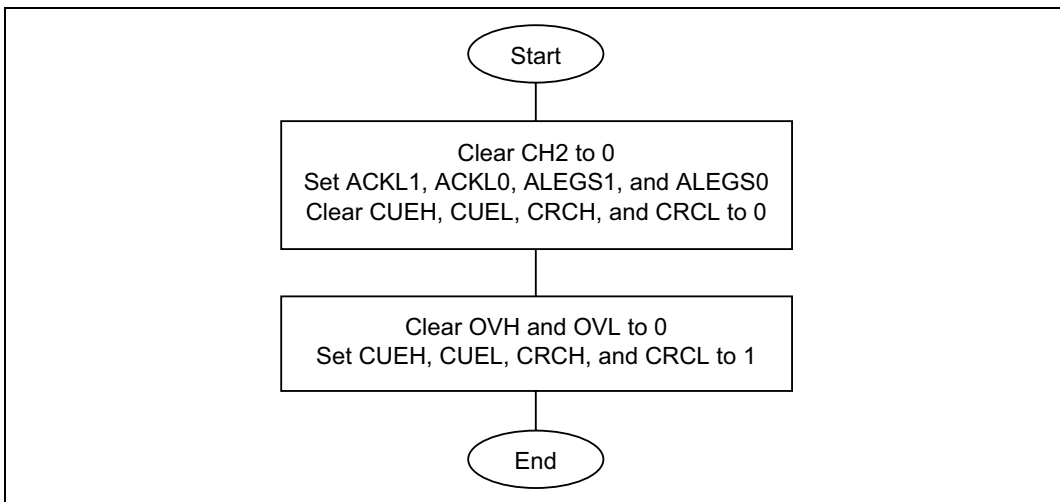 Start
Clear CH2 to 0
Set ACKL1, ACKL0, ALEGS1, and ALEGS0
Clear CUEH, CUEL, CRCH, and CRCL to 0
Clear OVH and OVL to 0
Set CUEH, CUEL, CRCH, and CRCL to 1
End